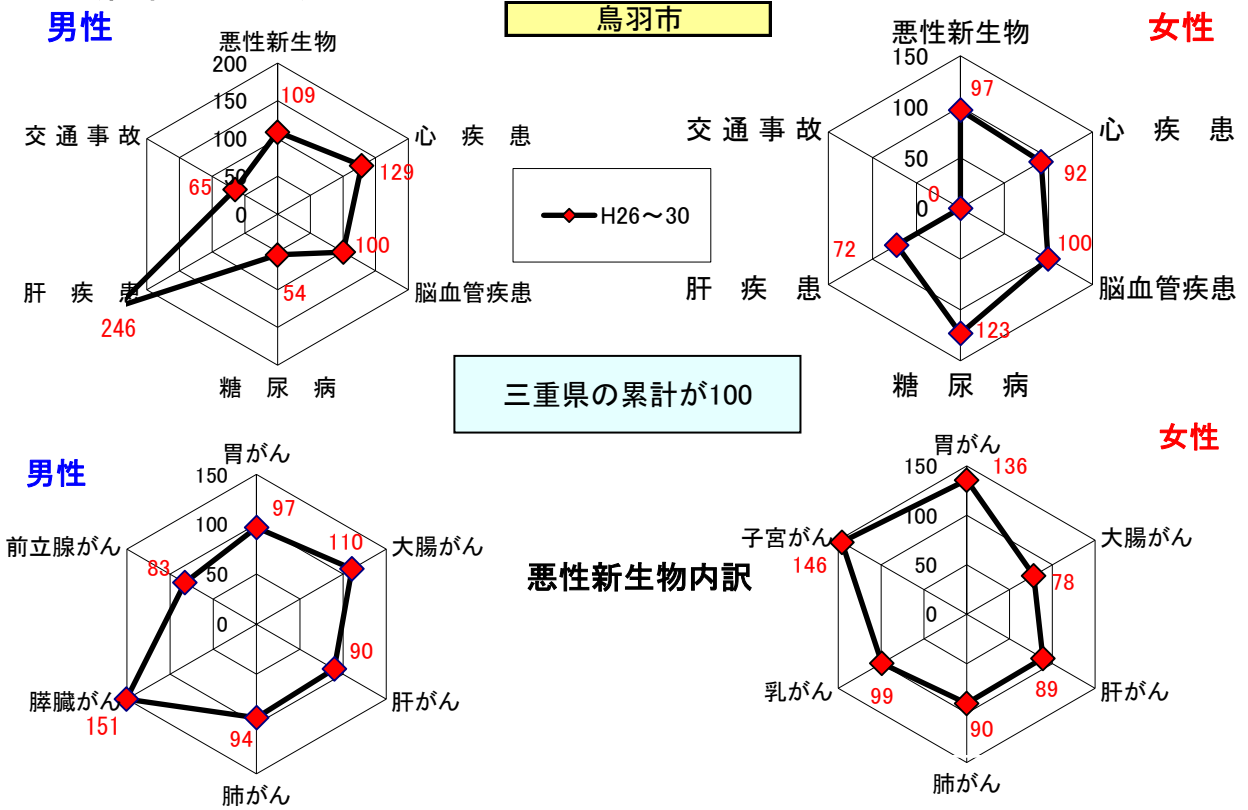 鳥羽市
男性
悪性新生物
200
150
100
50
0
109
心疾患
129
100
脳血管疾患
54
糖尿病
肝疾患
246
交通事故
65
H26～30
女性
悪性新生物
150
100
50
0
97
心疾患
92
100
脳血管疾患
123
糖尿病
72
肝疾患
交通事故
0
三重県の累計が100
男性
胃がん
150
100
50
0
97
大腸がん
110
90
肝がん
94
肺がん
膵臓がん
151
前立腺がん
83
悪性新生物内訳
女性
胃がん
150
100
50
0
136
大腸がん
78
89
肝がん
90
肺がん
乳がん
99
子宮がん
146